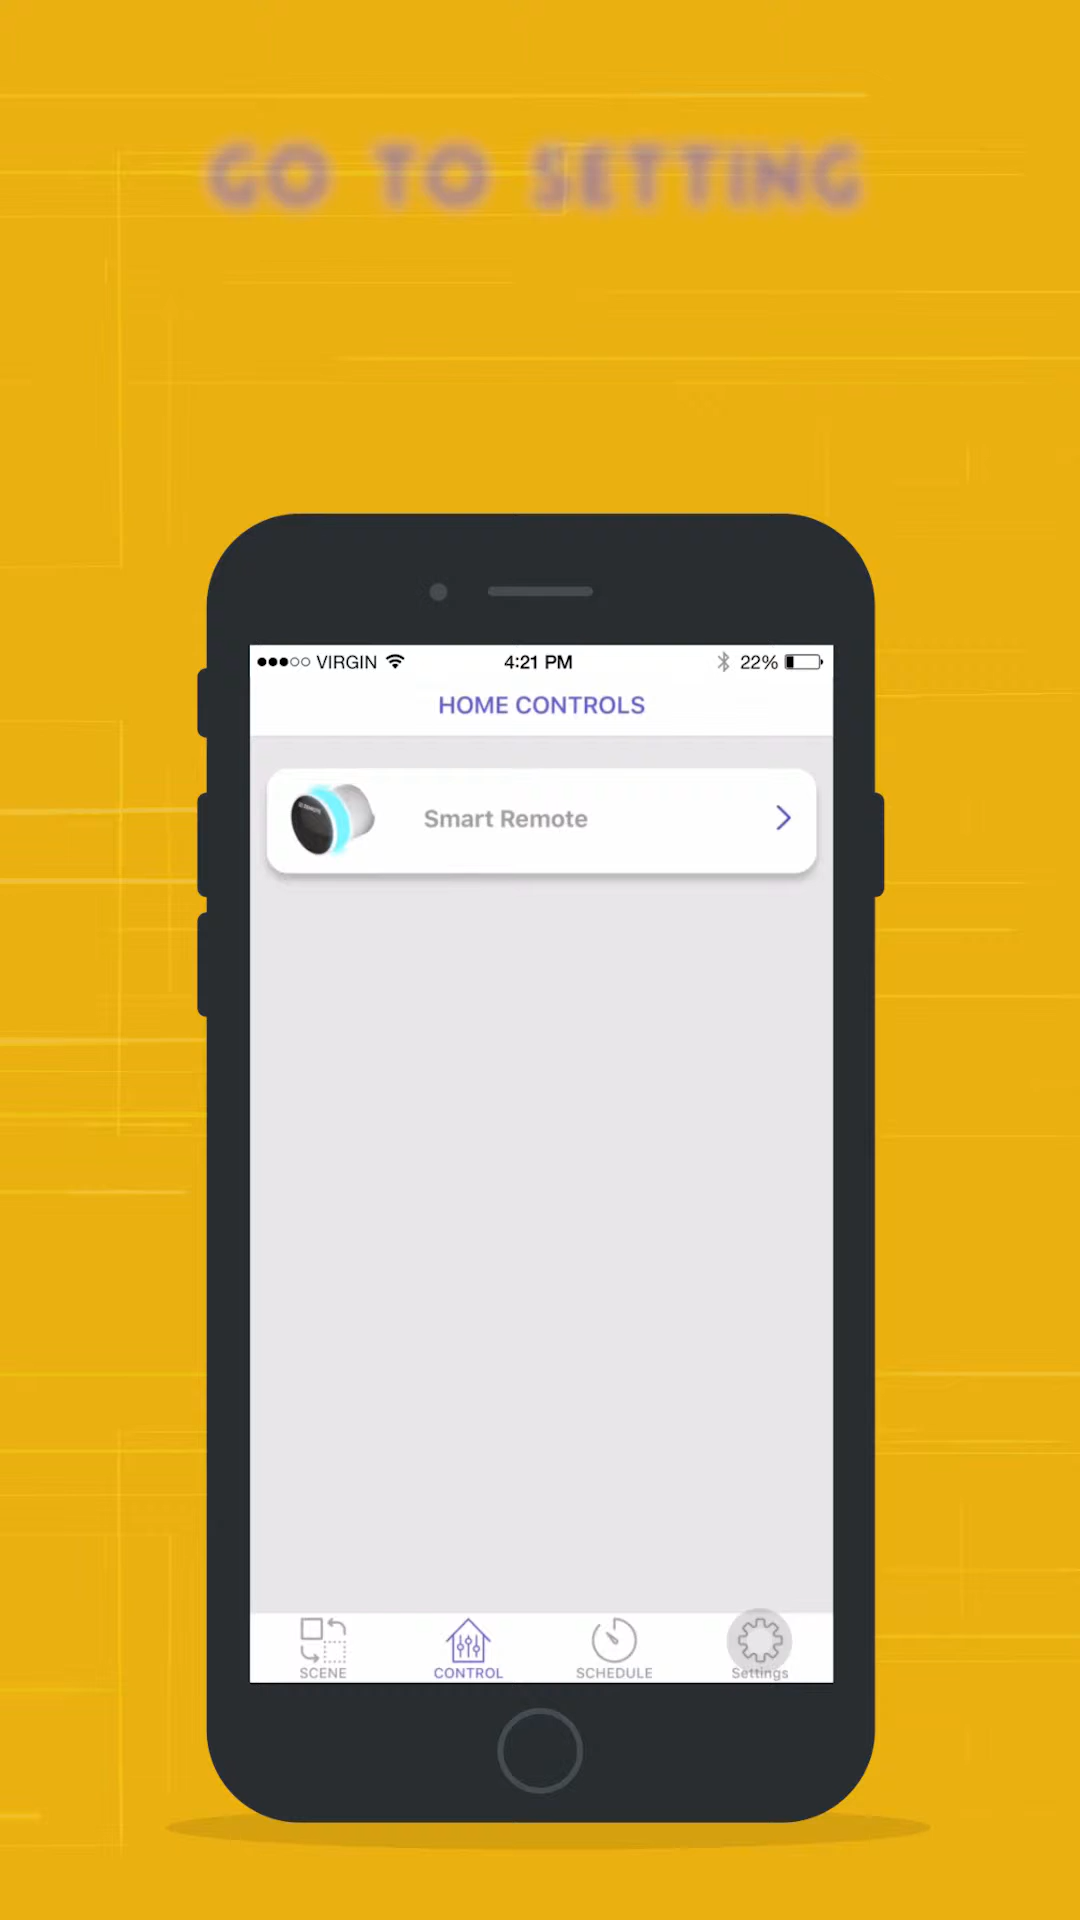 GO TO SETTING
VIRGIN 4:21 PM 22%
HOME CONTROLS
Smart Remote
SCENE CONTROL SCHEDULE Settings